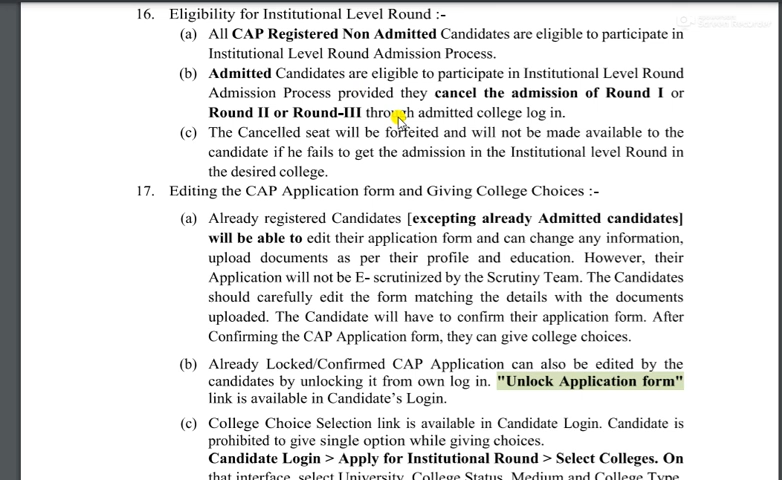 16. Eligibility for Institutional Level Round :-
(a) All CAP Registered Non Admitted Candidates are eligible to participate in
Institutional Level Round Admission Process.
(b) Admitted Candidates are eligible to participate in Institutional Level Round
Admission Process provided they cancel the admission of Round I or
Round II or Round-III through admitted college log in.
(c) The Cancelled seat will be forfeited and will not be made available to the
candidate if he fails to get the admission in the Institutional level Round in
the desired college.
17. Editing the CAP Application form and Giving College Choices :-
(a) Already registered Candidates [excepting already Admitted candidates]
will be able to edit their application form and can change any information,
upload documents as per their profile and education. However, their
Application will not be E- scrutinized by the Scrutiny Team. The Candidates
should carefully edit the form matching the details with the documents
uploaded. The Candidate will have to confirm their application form. After
Confirming the CAP Application form, they can give college choices.
(b) Already Locked/Confirmed CAP Application can also be edited by the
candidates by unlocking it from own log in. "Unlock Application form"
link is available in Candidate's Login.
(c) College Choice Selection link is available in Candidate Login. Candidate is
prohibited to give single option while giving choices.
Candidate Login > Apply for Institutional Round > Select Colleges. On
that interface, select University, College Status, Medium and College Type,